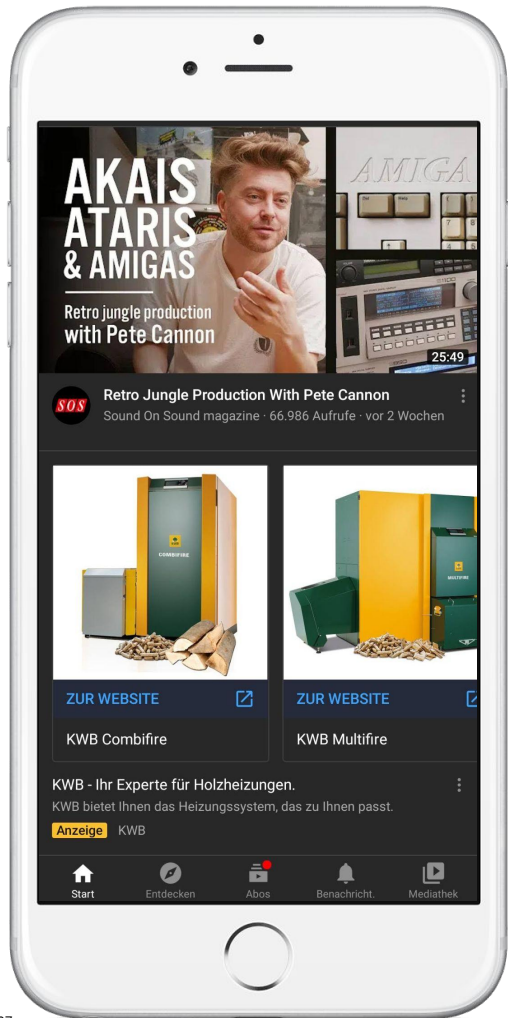 AKAIS
ATARIS
& AMIGAS
Retro jungle production
with Pete Cannon
AMIGA
25:49
SOS
Retro Jungle Production With Pete Cannon
Sound On Sound magazine · 66.986 Aufrufe · vor 2 Wochen
COMBIFIRE
MULTIFIRE
ZUR WEBSITE
ZUR WEBSITE
KWB Combifire
KWB Multifire
KWB - Ihr Experte für Holzheizungen.
KWB bietet Ihnen das Heizungssystem, das zu Ihnen passt.
Anzeige KWB
Start
Entdecken
Abos
Benachricht.
Mediathek